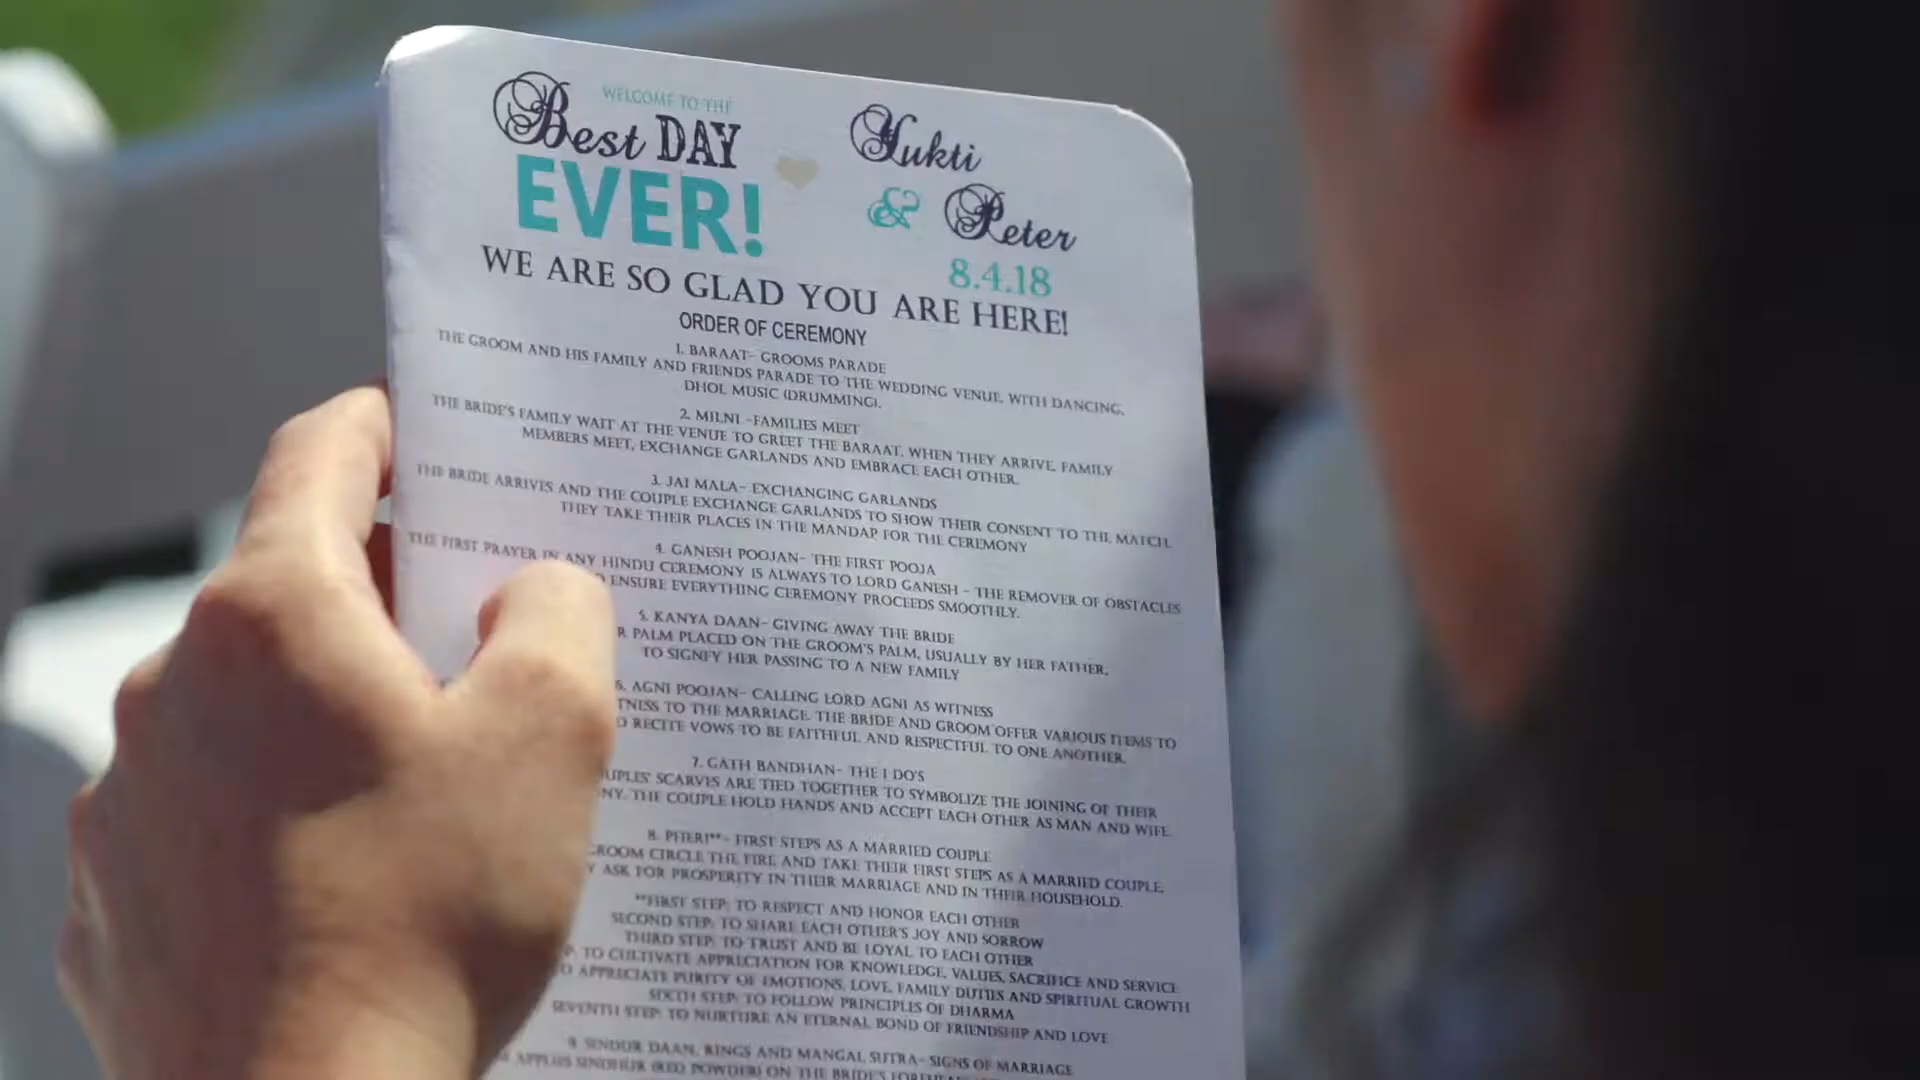 WELCOME TO THE
Best DAY
EVER!
Yukti
& Peter
8.4.18
WE ARE SO GLAD YOU ARE HERE!
ORDER OF CEREMONY
1. BARAAT- GROOMS PARADE
THE GROOM AND HIS FAMILY AND FRIENDS PARADE TO THE WEDDING VENUE, WITH DANCING,
DHOL MUSIC (DRUMMING).
2. MILNI -FAMILIES MEET
THE BRIDE'S FAMILY WAIT AT THE VENUE TO GREET THE BARAAT. WHEN THEY ARRIVE, FAMILY
MEMBERS MEET, EXCHANGE GARLANDS AND EMBRACE EACH OTHER.
3. JAI MALA- EXCHANGING GARLANDS
THE BRIDE ARRIVES AND THE COUPLE EXCHANGE GARLANDS TO SHOW THEIR CONSENT TO THE MATCH.
THEY TAKE THEIR PLACES IN THE MANDAP FOR THE CEREMONY
4. GANESH POOJAN- THE FIRST POOJA
THE FIRST PRAYER IN ANY HINDU CEREMONY IS ALWAYS TO LORD GANESH - THE REMOVER OF OBSTACLES
ENSURE EVERYTHING CEREMONY PROCEEDS SMOOTHLY.
5. KANYA DAAN- GIVING AWAY THE BRIDE
PALM PLACED ON THE GROOM'S PALM, USUALLY BY HER FATHER,
TO SIGNFY HER PASSING TO A NEW FAMILY
6. AGNI POOJAN- CALLING LORD AGNI AS WITNESS
TO THE MARRIAGE. THE BRIDE AND GROOM OFFER VARIOUS ITEMS TO
RECITE VOWS TO BE FAITHFUL AND RESPECTFUL TO ONE ANOTHER.
7. GATH BANDHAN- THE I DO'S
SCARVES ARE TIED TOGETHER TO SYMBOLIZE THE JOINING OF THEIR
THE COUPLE HOLD HANDS AND ACCEPT EACH OTHER AS MAN AND WIFE.
8. PHERI**- FIRST STEPS AS A MARRIED COUPLE
GROOM CIRCLE THE FIRE AND TAKE THEIR FIRST STEPS AS A MARRIED COUPLE.
ASK FOR PROSPERITY IN THEIR MARRIAGE AND IN THEIR HOUSEHOLD.
**FIRST STEP: TO RESPECT AND HONOR EACH OTHER
SECOND STEP: TO SHARE EACH OTHER'S JOY AND SORROW
THIRD STEP: TO TRUST AND BE LOYAL TO EACH OTHER
TO CULTIVATE APPRECIATION FOR KNOWLEDGE, VALUES, SACRIFICE AND SERVICE
APPRECIATE PURITY OF EMOTIONS, LOVE, FAMILY DUTIES AND SPIRITUAL GROWTH
SIXTH STEP: TO FOLLOW PRINCIPLES OF DHARMA
SEVENTH STEP: TO NURTURE AN ETERNAL BOND OF FRIENDSHIP AND LOVE
9. SINDOR DAAN, RINGS AND MANGAL SUTRA- SIGNS OF MARRIAGE
APPLIES SINDHUR (RED POWDER) ON THE BRIDE'S